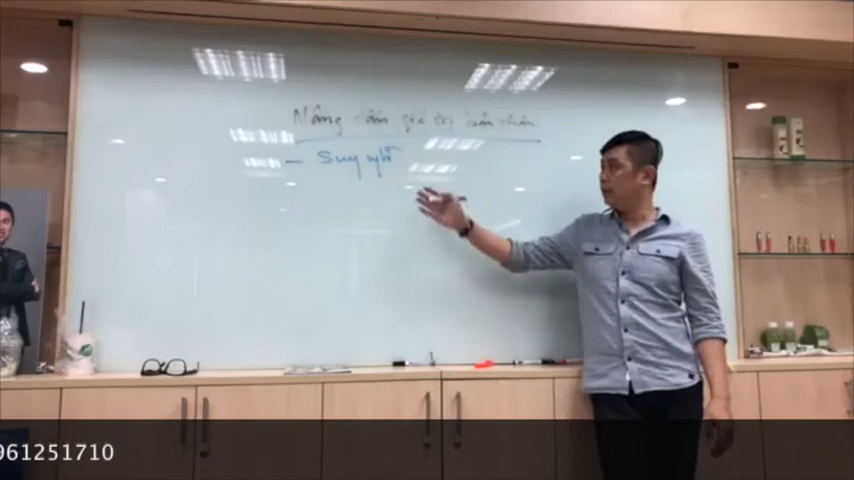 Nâng tầm giá trị bản thân
- Suy nghĩ
961251710